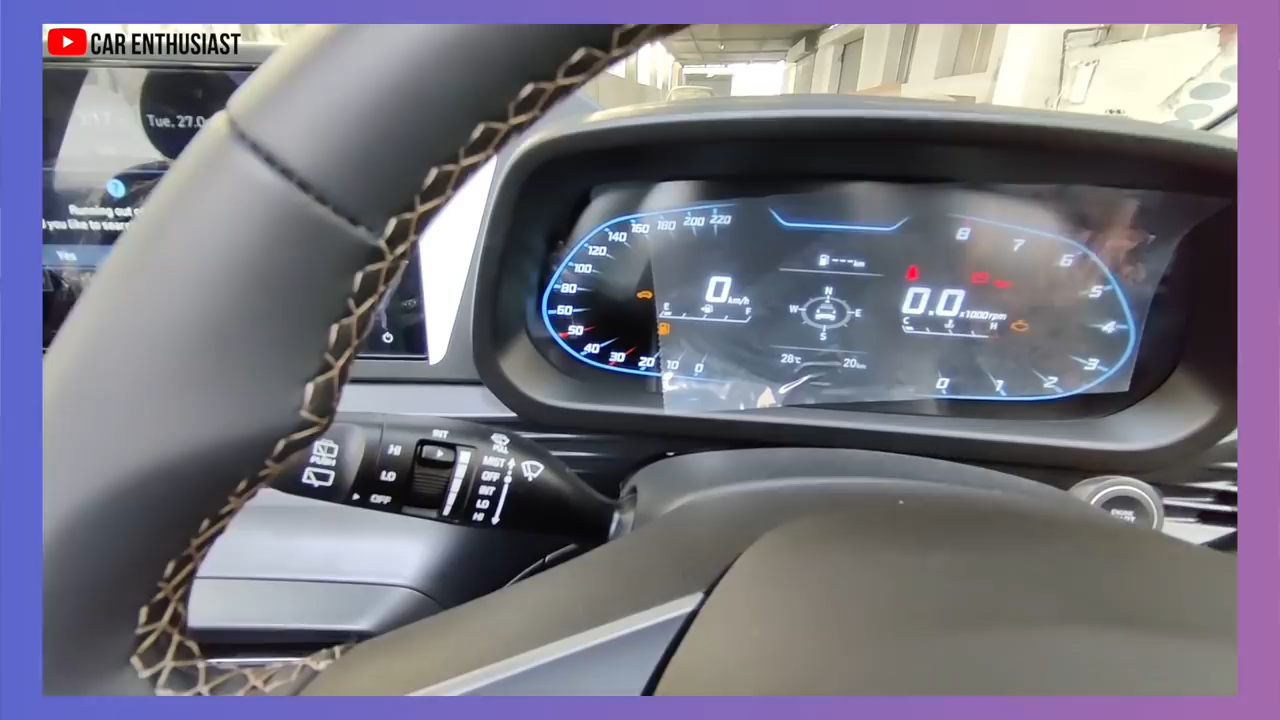 CAR ENTHUSIAST
Tue, 27.0
Running out o
d you like to sear
Yes
160 180 200 220
140
120
100
80
60
50
40
30
20
10
0
0 km/h
E F
--- km
N
W E
S
28℃ 20km
8
7
6
5
4
3
2
1
0
0.0 x1000rpm
C H
INT
HI
LO
OFF
PUSH
PULL
MIST
OFF
INT
LO
HI
ENGINE